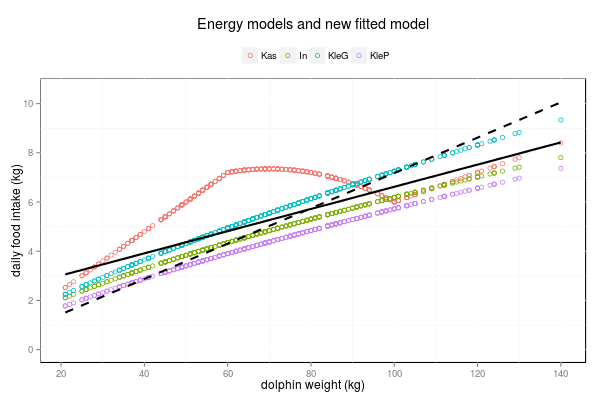 Energy models and new fitted model
Kas In KleG KleP
daily food intake (kg)
10
8
6
4
2
0
20 40 60 80 100 120 140
dolphin weight (kg)